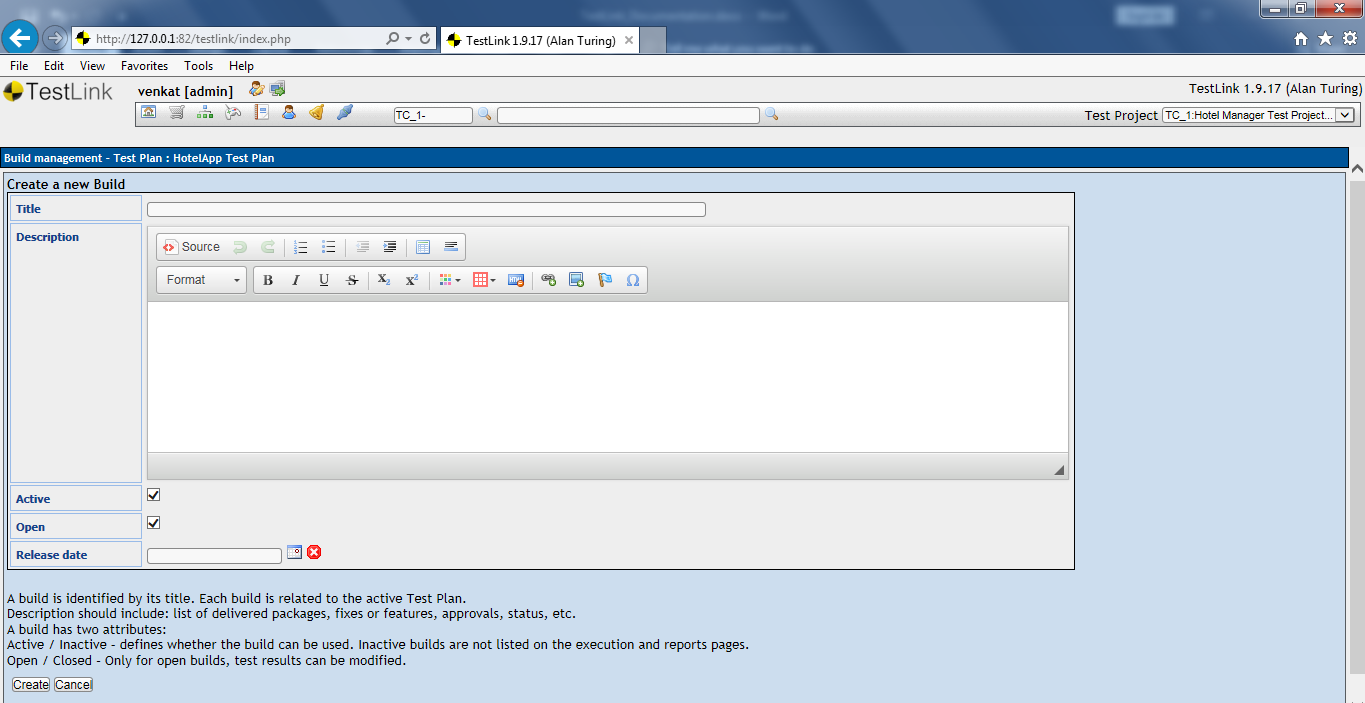 http://127.0.0.1:82/testlink/index.php
TestLink 1.9.17 (Alan Turing)
File Edit View Favorites Tools Help
TestLink
venkat [admin]
TestLink 1.9.17 (Alan Turing)
TC_1-
Test Project TC_1:Hotel Manager Test Project...
Build management - Test Plan : HotelApp Test Plan
Create a new Build
Title
Description
Source
Format
B I U S X₂ X²
Ω
Active
Open
Release date
A build is identified by its title. Each build is related to the active Test Plan.
Description should include: list of delivered packages, fixes or features, approvals, status, etc.
A build has two attributes:
Active / Inactive - defines whether the build can be used. Inactive builds are not listed on the execution and reports pages.
Open / Closed - Only for open builds, test results can be modified.
Create Cancel